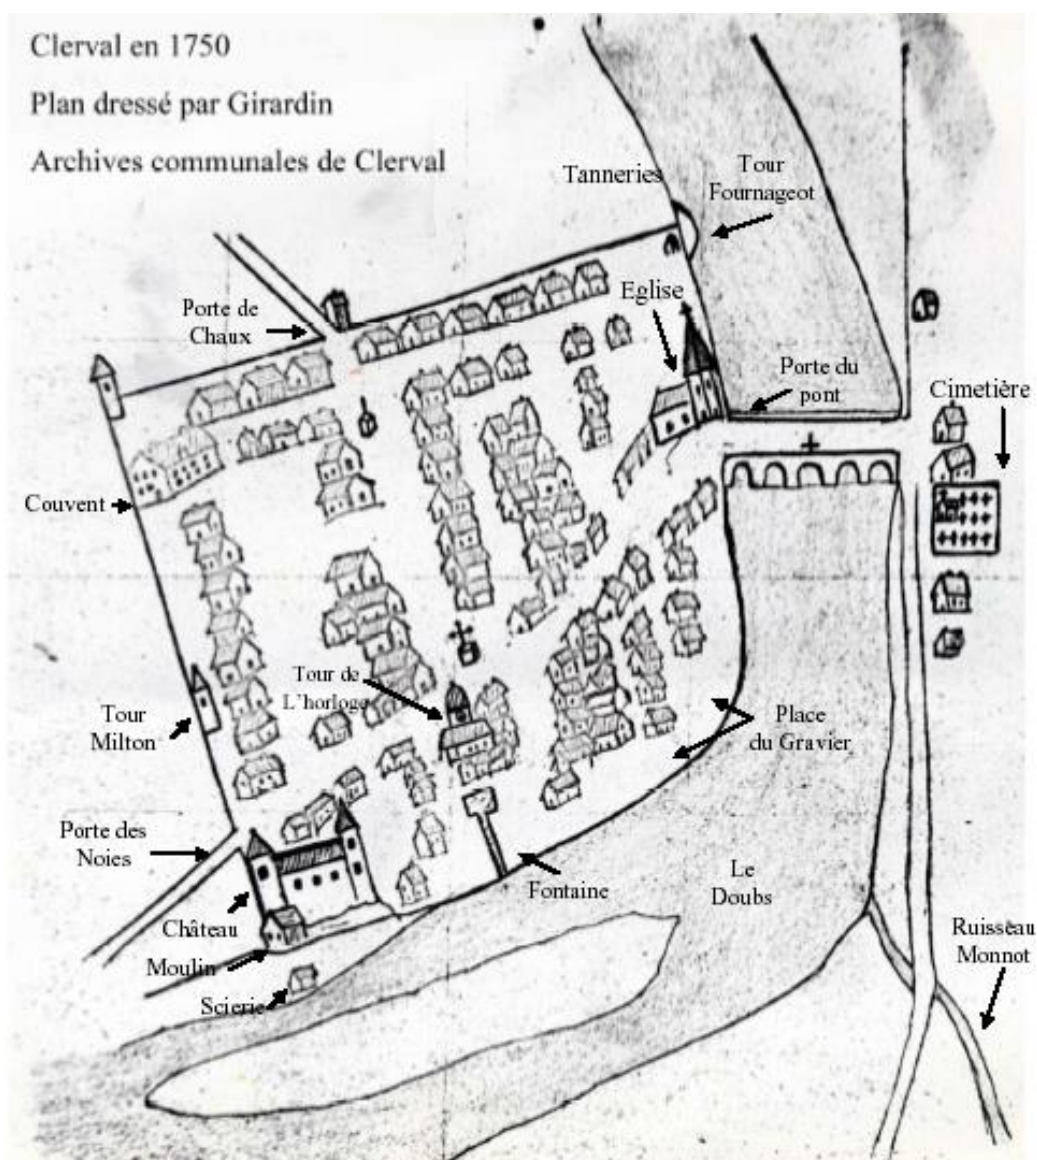 Clerval en 1750
Plan dressé par Girardin
Archives communales de Clerval
Tanneries
Tour
Fournageot
Porte de
Chaux
Eglise
Porte du
pont
Cimetière
Couvent
Tour de
L'horloge
Tour
Milton
Place
du Gravier
Porte des
Noies
Le
Doubs
Fontaine
Château
Moulin
Scierie
Ruisseau
Monnot